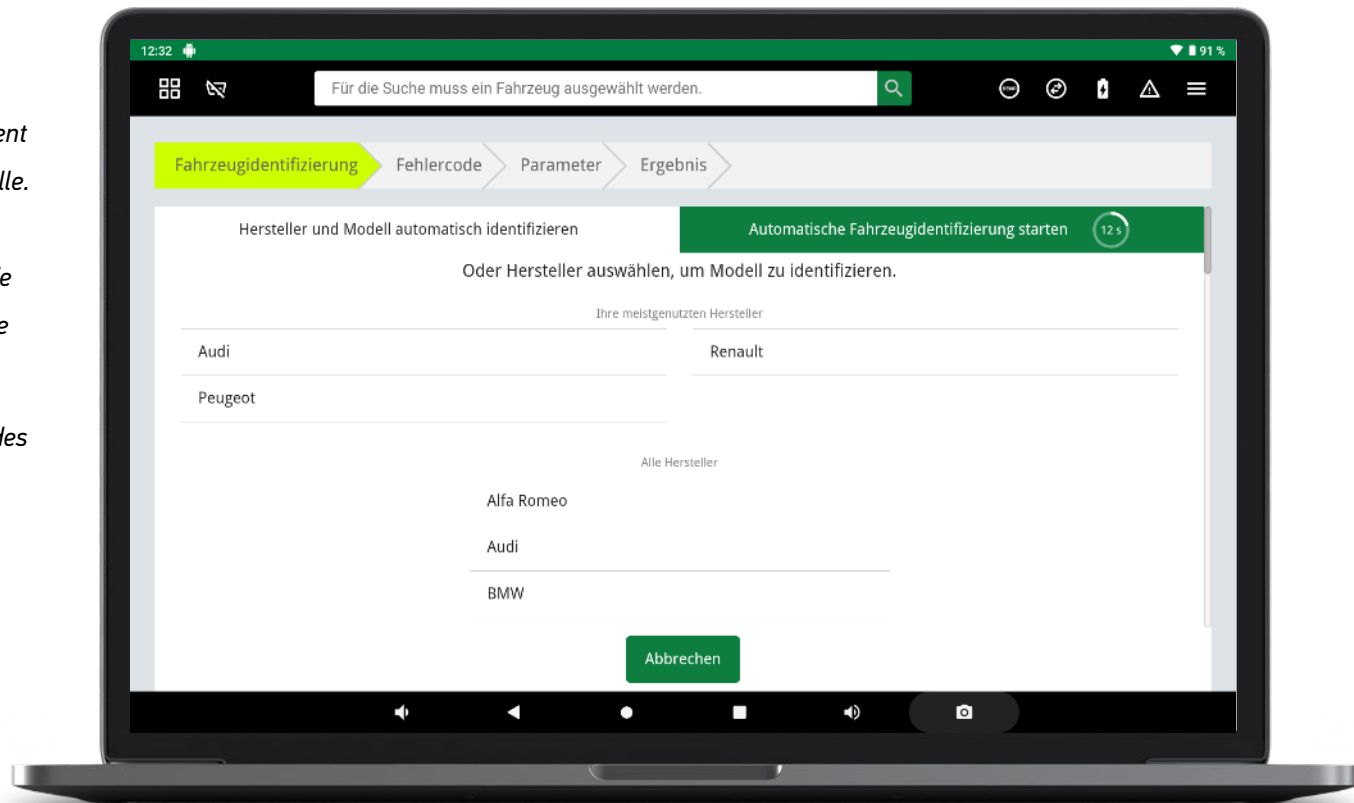 ent
lle.
e
e
des
12:32
91 %
Für die Suche muss ein Fahrzeug ausgewählt werden.
Fahrzeugidentifizierung
Fehlercode
Parameter
Ergebnis
Hersteller und Modell automatisch identifizieren
Automatische Fahrzeugidentifizierung starten
12 s
Oder Hersteller auswählen, um Modell zu identifizieren.
Ihre meistgenutzten Hersteller
Audi
Renault
Peugeot
Alle Hersteller
Alfa Romeo
Audi
BMW
Abbrechen